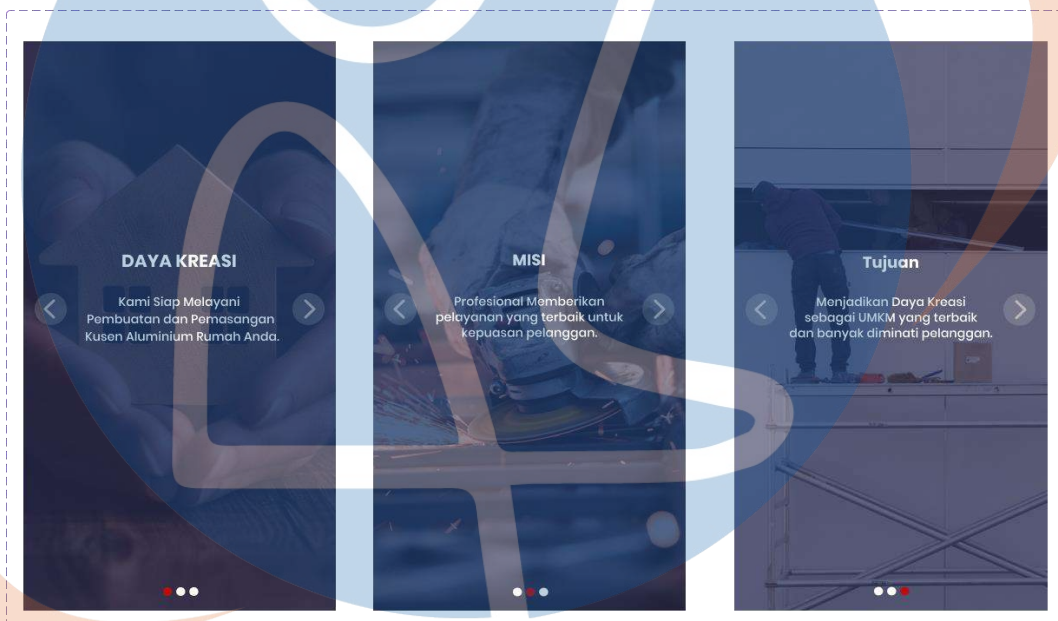 DAYA KREASI
Kami Siap Melayani
Pembuatan dan Pemasangan
Kusen Aluminium Rumah Anda.
MISI
Profesional Memberikan
pelayanan yang terbaik untuk
kepuasan pelanggan.
Tujuan
Menjadikan Daya Kreasi
sebagai UMKM yang terbaik
dan banyak diminati pelanggan.